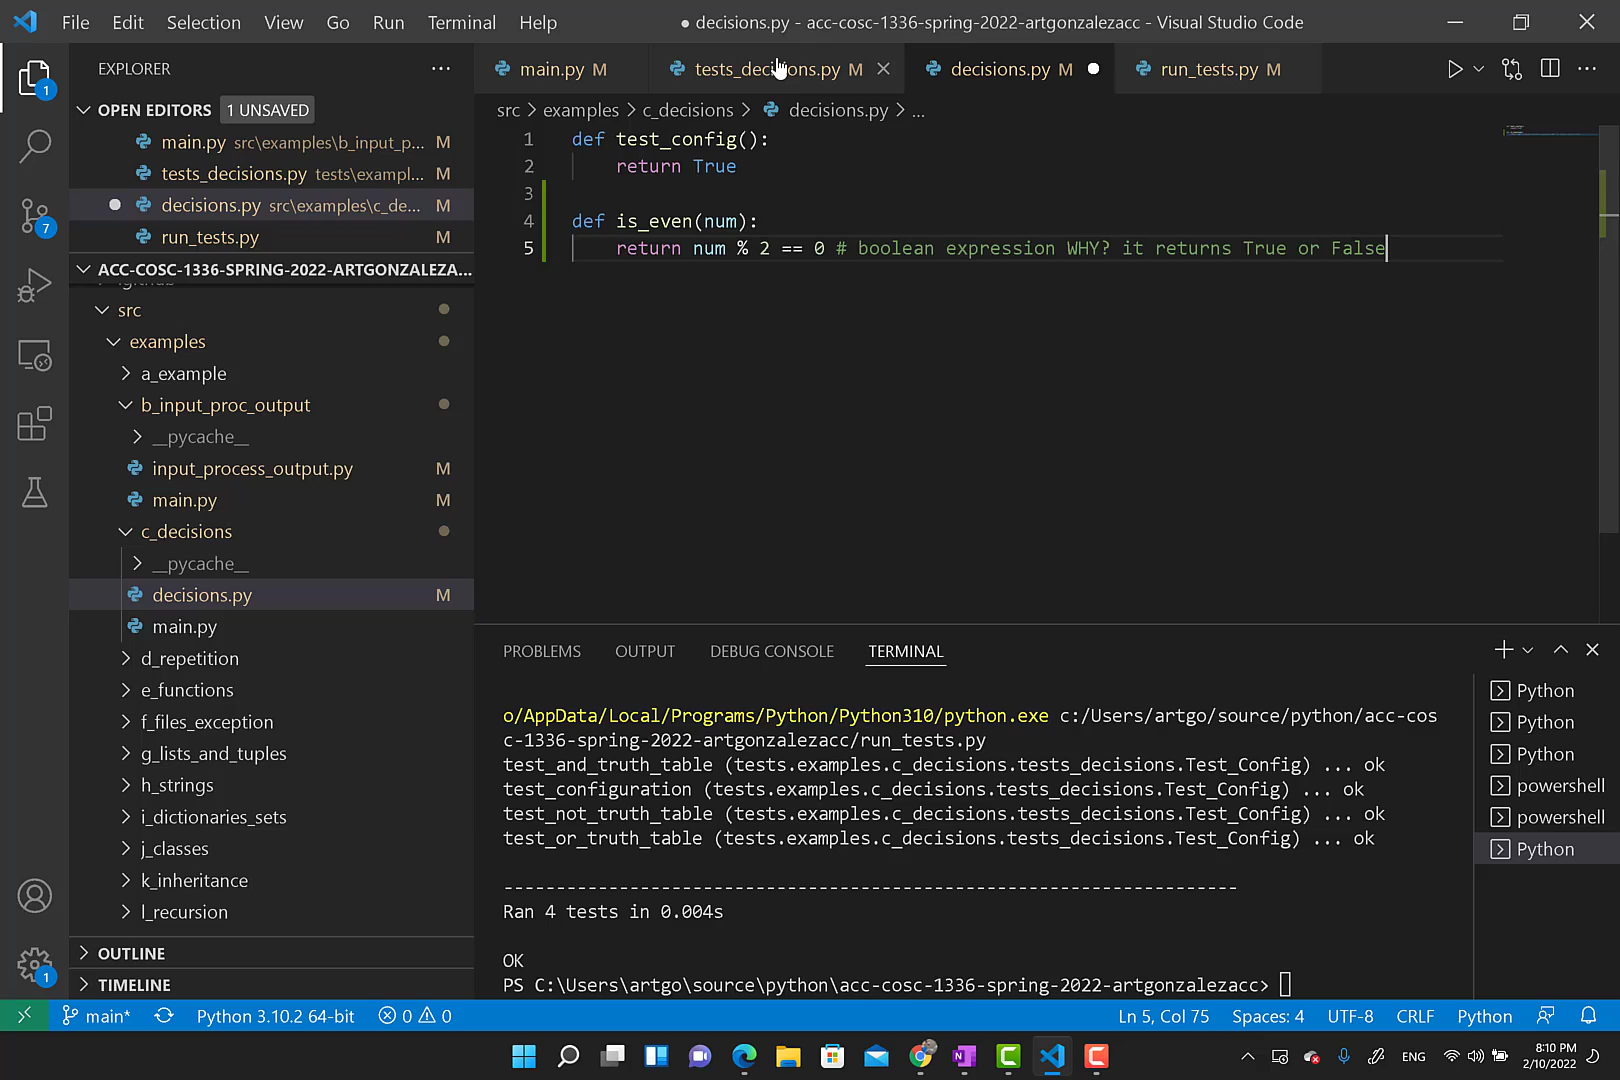 File Edit Selection View Go Run Terminal Help
● decisions.py - acc-cosc-1336-spring-2022-artgonzalezacc - Visual Studio Code
EXPLORER ...
main.py M
tests_decisions.py M
decisions.py M
run_tests.py M
OPEN EDITORS 1 UNSAVED
src > examples > c_decisions > decisions.py > ...
main.py src\examples\b_input_p... M
tests_decisions.py tests\exampl... M
decisions.py src\examples\c_de... M
run_tests.py M
1 def test_config():
2 return True
3
4 def is_even(num):
5 return num % 2 == 0 # boolean expression WHY? it returns True or False
ACC-COSC-1336-SPRING-2022-ARTGONZALEZA...
src
examples
a_example
b_input_proc_output
__pycache__
input_process_output.py M
main.py
c_decisions
__pycache__
decisions.py M
main.py
d_repetition
e_functions
f_files_exception
g_lists_and_tuples
h_strings
i_dictionaries_sets
j_classes
k_inheritance
l_recursion
OUTLINE
TIMELINE
1
7
1
PROBLEMS OUTPUT DEBUG CONSOLE TERMINAL
o/AppData/Local/Programs/Python/Python310/python.exe c:/Users/artgo/source/python/acc-cos
c-1336-spring-2022-artgonzalezacc/run_tests.py
test_and_truth_table (tests.examples.c_decisions.tests_decisions.Test_Config) ... ok
test_configuration (tests.examples.c_decisions.tests_decisions.Test_Config) ... ok
test_not_truth_table (tests.examples.c_decisions.tests_decisions.Test_Config) ... ok
test_or_truth_table (tests.examples.c_decisions.tests_decisions.Test_Config) ... ok
----------------------------------------------------------------------
Ran 4 tests in 0.004s
OK
PS C:\Users\artgo\source\python\acc-cosc-1336-spring-2022-artgonzalezacc>
Python
Python
Python
powershell
powershell
Python
main* Python 3.10.2 64-bit 0 0
Ln 5, Col 75 Spaces: 4 UTF-8 CRLF Python
ENG
8:10 PM
2/10/2022